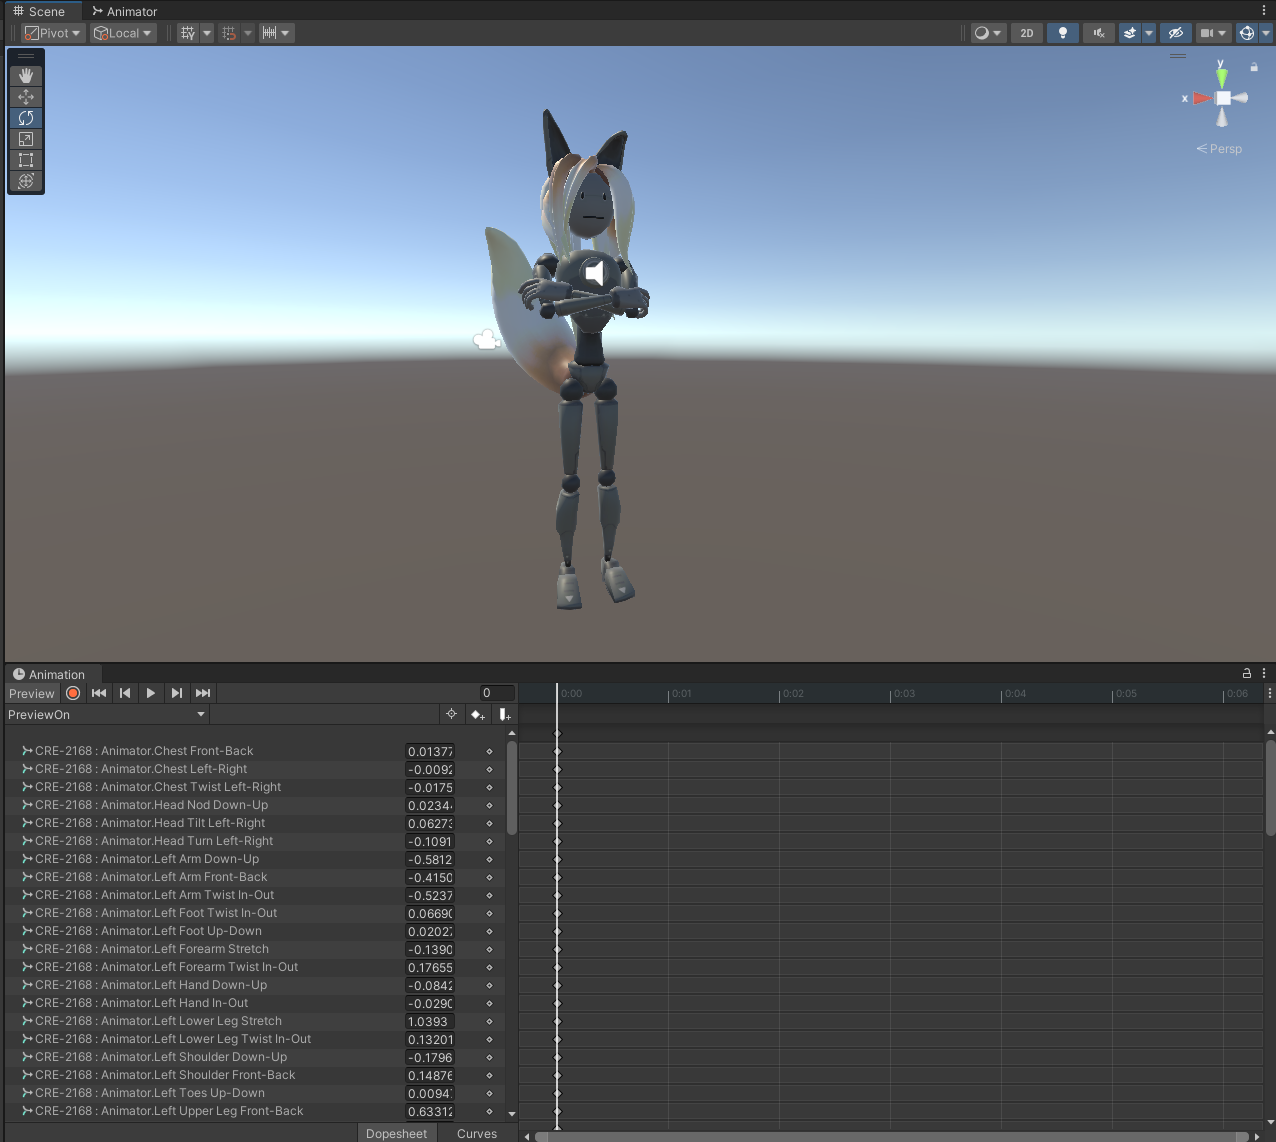 Scene Animator
Pivot Local 2D
y
x
Persp
Animation
Preview 0 0:00 0:01 0:02 0:03 0:04 0:05 0:06
PreviewOn
CRE-2168 : Animator.Chest Front-Back 0.01377
CRE-2168 : Animator.Chest Left-Right -0.0092
CRE-2168 : Animator.Chest Twist Left-Right -0.0175
CRE-2168 : Animator.Head Nod Down-Up 0.0234
CRE-2168 : Animator.Head Tilt Left-Right 0.06273
CRE-2168 : Animator.Head Turn Left-Right -0.1091
CRE-2168 : Animator.Left Arm Down-Up -0.5812
CRE-2168 : Animator.Left Arm Front-Back -0.4150
CRE-2168 : Animator.Left Arm Twist In-Out -0.5237
CRE-2168 : Animator.Left Foot Twist In-Out 0.06690
CRE-2168 : Animator.Left Foot Up-Down 0.02027
CRE-2168 : Animator.Left Forearm Stretch -0.1390
CRE-2168 : Animator.Left Forearm Twist In-Out 0.17655
CRE-2168 : Animator.Left Hand Down-Up -0.0842
CRE-2168 : Animator.Left Hand In-Out -0.0290
CRE-2168 : Animator.Left Lower Leg Stretch 1.0393
CRE-2168 : Animator.Left Lower Leg Twist In-Out 0.13201
CRE-2168 : Animator.Left Shoulder Down-Up -0.1796
CRE-2168 : Animator.Left Shoulder Front-Back 0.14876
CRE-2168 : Animator.Left Toes Up-Down 0.0094
CRE-2168 : Animator.Left Upper Leg Front-Back 0.63312
Dopesheet Curves